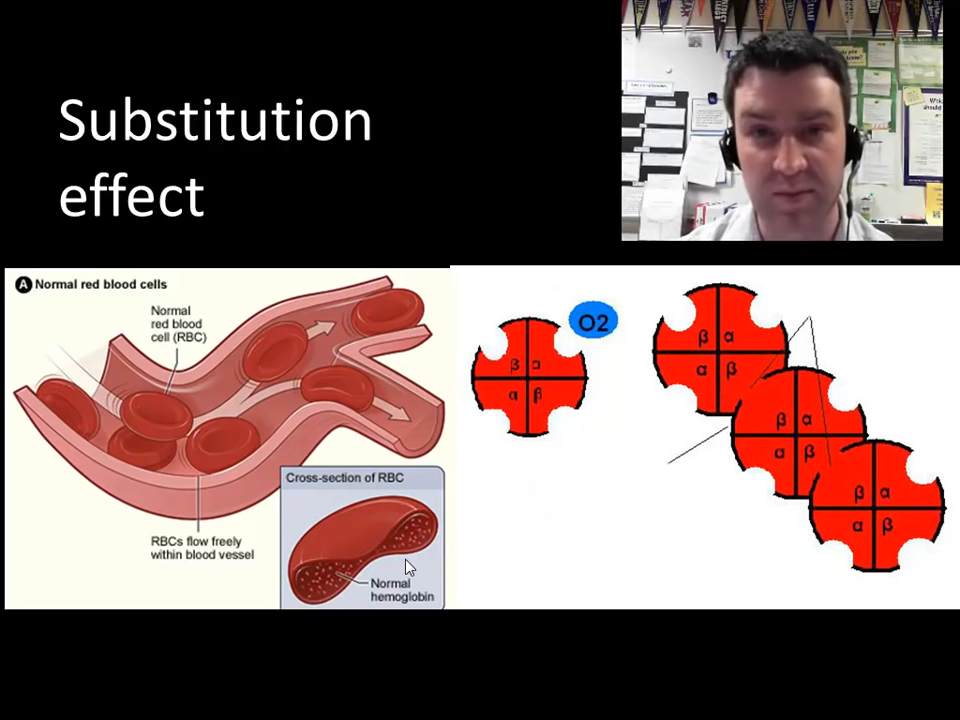 Substitution
effect
A Normal red blood cells
Normal
red blood
cell (RBC)
RBCs flow freely
within blood vessel
Cross-section of RBC
Normal
hemoglobin
O2
β α
α β
β α
α β
β α
α β
β α
α β